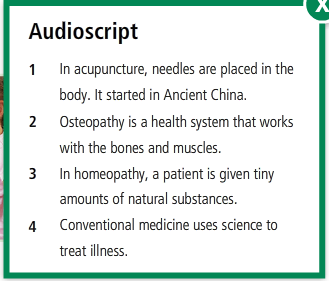 X
Audioscript
1 In acupuncture, needles are placed in the
body. It started in Ancient China.
2 Osteopathy is a health system that works
with the bones and muscles.
3 In homeopathy, a patient is given tiny
amounts of natural substances.
4 Conventional medicine uses science to
treat illness.